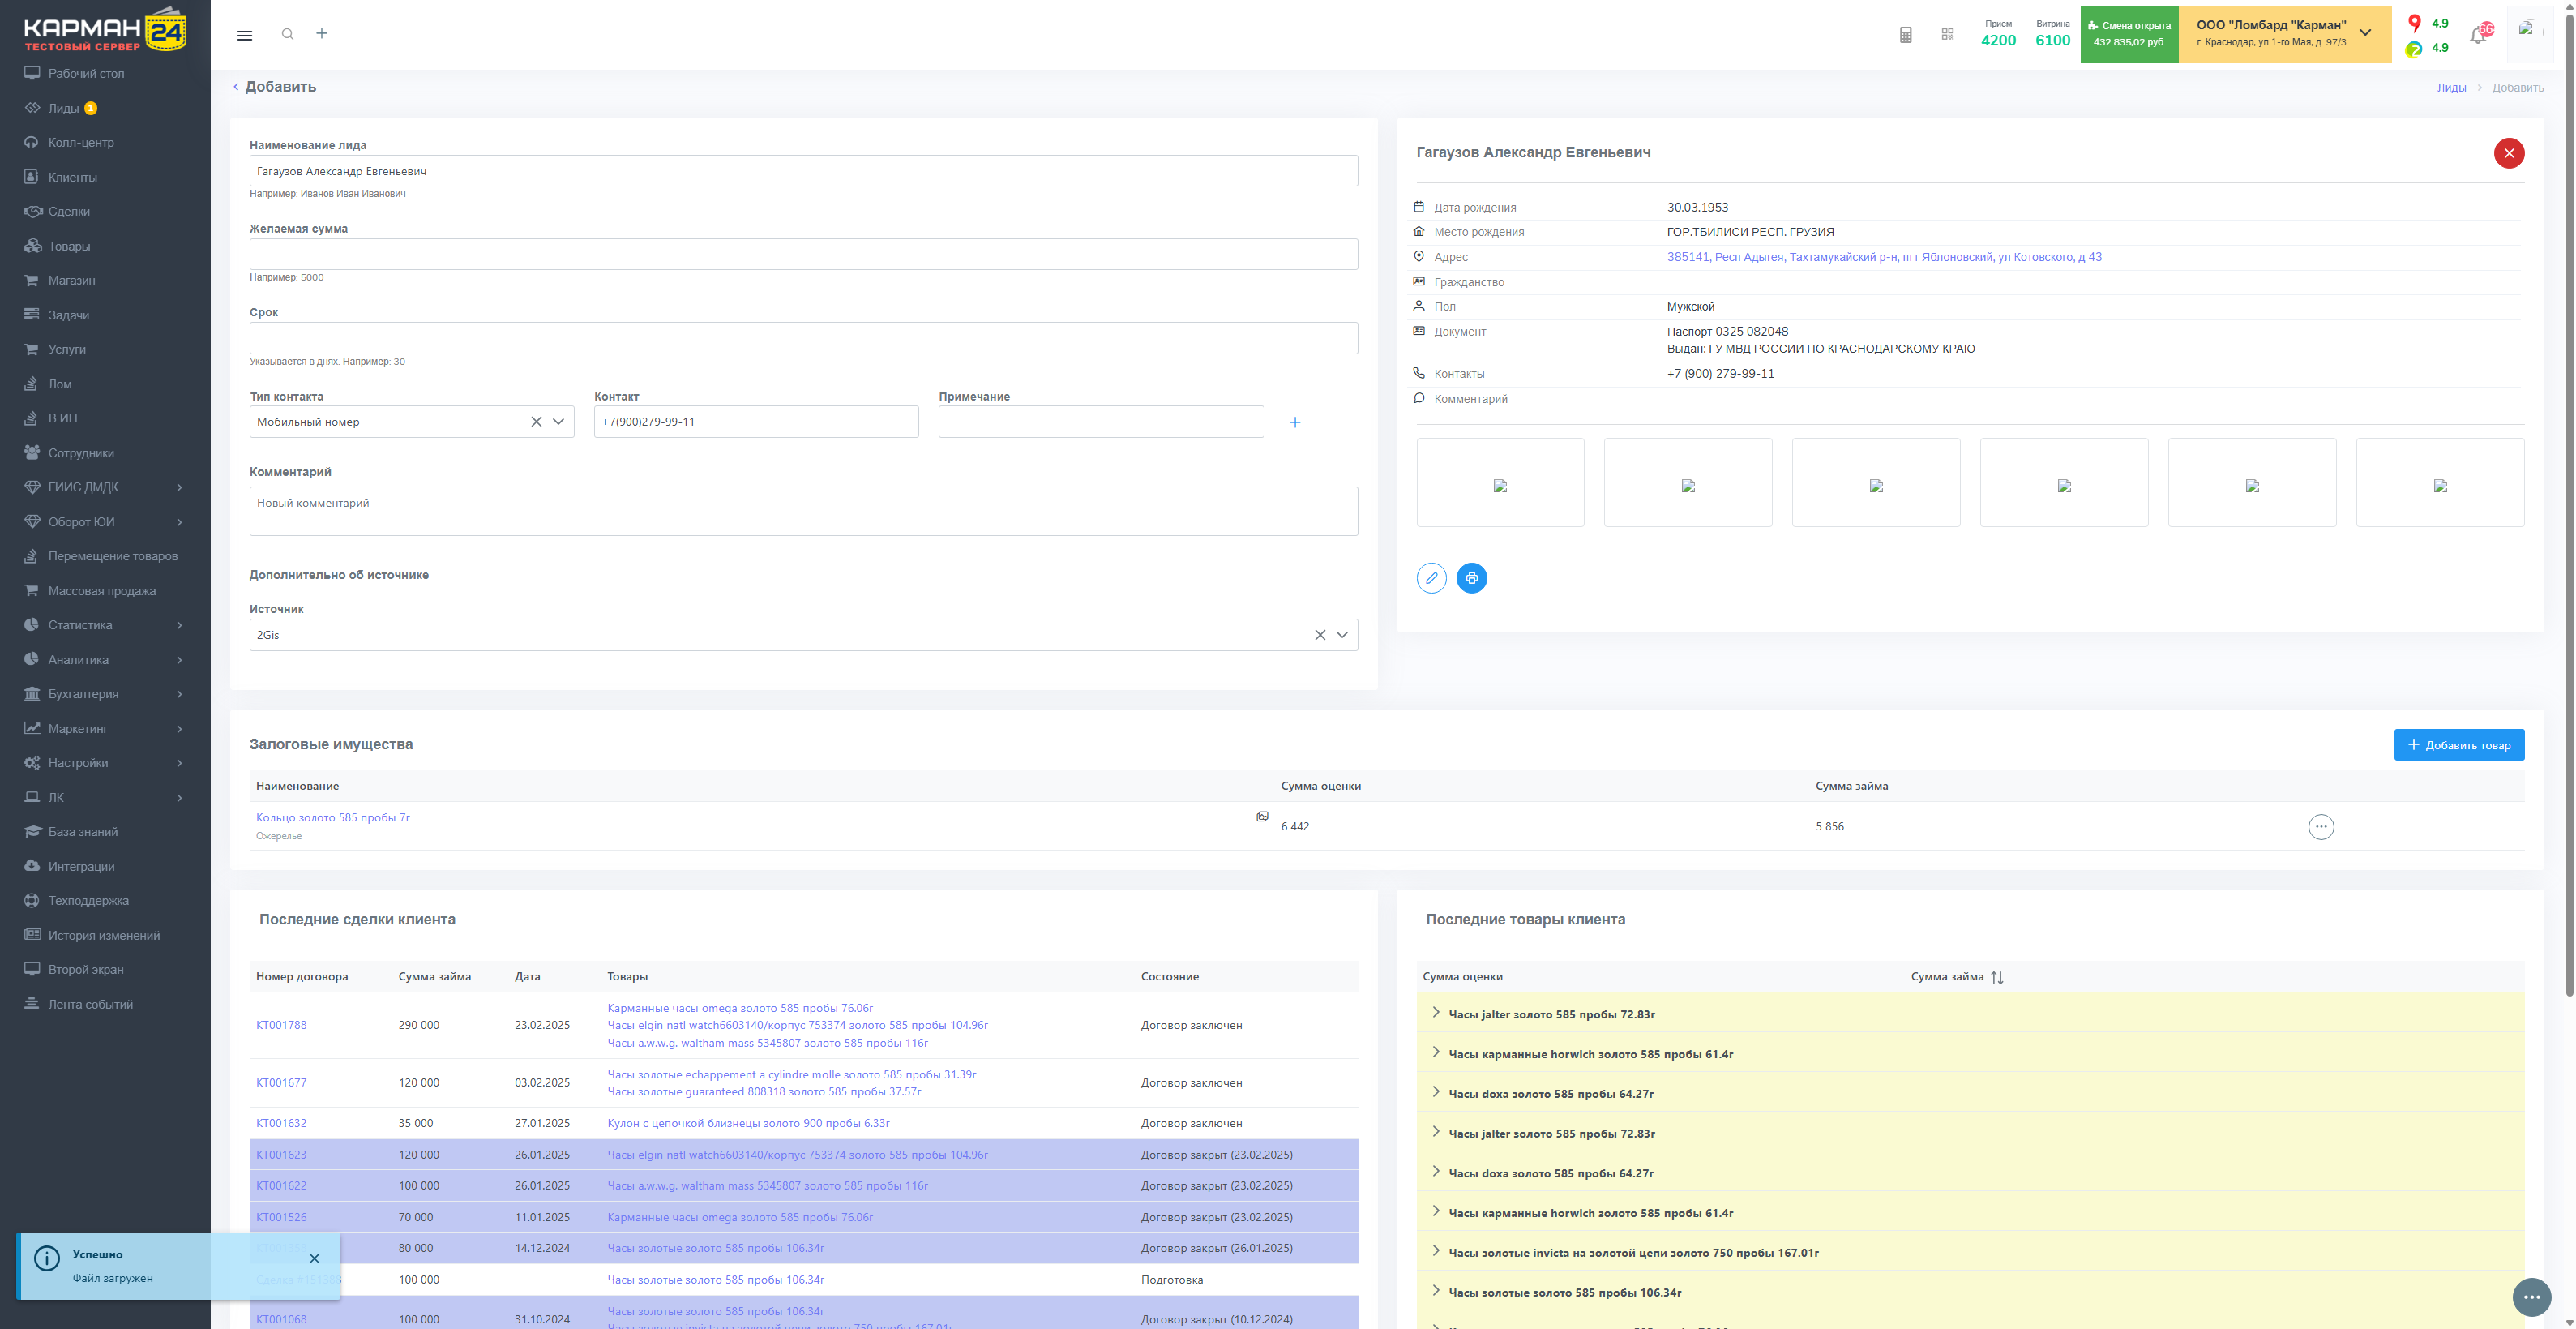 КАРМАН 24
ТЕСТОВЫЙ СЕРВЕР
Рабочий стол
Лиды 1
Колл-центр
Клиенты
Сделки
Товары
Магазин
Задачи
Услуги
Лом
В ИП
Сотрудники
ГИИС ДМДК
Оборот ЮИ
Перемещение товаров
Массовая продажа
Статистика
Аналитика
Бухгалтерия
Маркетинг
Настройки
ЛК
База знаний
Интеграции
Техподдержка
История изменений
Второй экран
Лента событий
Прием
4200
Витрина
6100
Смена открыта
432 835,02 руб.
ООО "Ломбард "Карман"
г. Краснодар, ул.1-го Мая, д. 97/3
4.9
4.9
Добавить
Лиды > Добавить
Наименование лида
Гагаузов Александр Евгеньевич
Например: Иванов Иван Иванович
Желаемая сумма
Например: 5000
Срок
Указывается в днях. Например: 30
Тип контакта Контакт Примечание
Мобильный номер +7(900)279-99-11
Комментарий
Новый комментарий
Дополнительно об источнике
Источник
2Gis
Гагаузов Александр Евгеньевич
Дата рождения 30.03.1953
Место рождения ГОР.ТБИЛИСИ РЕСП. ГРУЗИЯ
Адрес 385141, Респ Адыгея, Тахтамукайский р-н, пгт Яблоновский, ул Котовского, д 43
Гражданство
Пол Мужской
Документ Паспорт 0325 082048
Выдан: ГУ МВД РОССИИ ПО КРАСНОДАРСКОМУ КРАЮ
Контакты +7 (900) 279-99-11
Комментарий
Залоговые имущества
+ Добавить товар
Наименование Сумма оценки Сумма займа
Кольцо золото 585 пробы 7г 6 442 5 856
Ожерелье
Последние сделки клиента
Номер договора Сумма займа Дата Товары Состояние
КТ001788 290 000 23.02.2025 Карманные часы omega золото 585 пробы 76.06г Договор заключен
Часы elgin natl watch6603140/корпус 753374 золото 585 пробы 104.96г
Часы a.w.w.g. waltham mass 5345807 золото 585 пробы 116г
КТ001677 120 000 03.02.2025 Часы золотые echappement a cylindre molle золото 585 пробы 31.39г Договор заключен
Часы золотые guaranteed 808318 золото 585 пробы 37.57г
КТ001632 35 000 27.01.2025 Кулон с цепочкой близнецы золото 900 пробы 6.33г Договор заключен
КТ001623 120 000 26.01.2025 Часы elgin natl watch6603140/корпус 753374 золото 585 пробы 104.96г Договор закрыт (23.02.2025)
КТ001622 100 000 26.01.2025 Часы a.w.w.g. waltham mass 5345807 золото 585 пробы 116г Договор закрыт (23.02.2025)
КТ001526 70 000 11.01.2025 Карманные часы omega золото 585 пробы 76.06г Договор закрыт (23.02.2025)
80 000 14.12.2024 Часы золотые золото 585 пробы 106.34г Договор закрыт (26.01.2025)
100 000 Часы золотые золото 585 пробы 106.34г Подготовка
КТ001068 100 000 31.10.2024 Часы золотые золото 585 пробы 106.34г Договор закрыт (10.12.2024)
Часы золотые invicta на золотой цепи золото 750 пробы 167.01г
Последние товары клиента
Сумма оценки Сумма займа
Часы jalter золото 585 пробы 72.83г
Часы карманные horwich золото 585 пробы 61.4г
Часы doxa золото 585 пробы 64.27г
Часы jalter золото 585 пробы 72.83г
Часы doxa золото 585 пробы 64.27г
Часы карманные horwich золото 585 пробы 61.4г
Часы золотые invicta на золотой цепи золото 750 пробы 167.01г
Часы золотые золото 585 пробы 106.34г
Успешно
Файл загружен